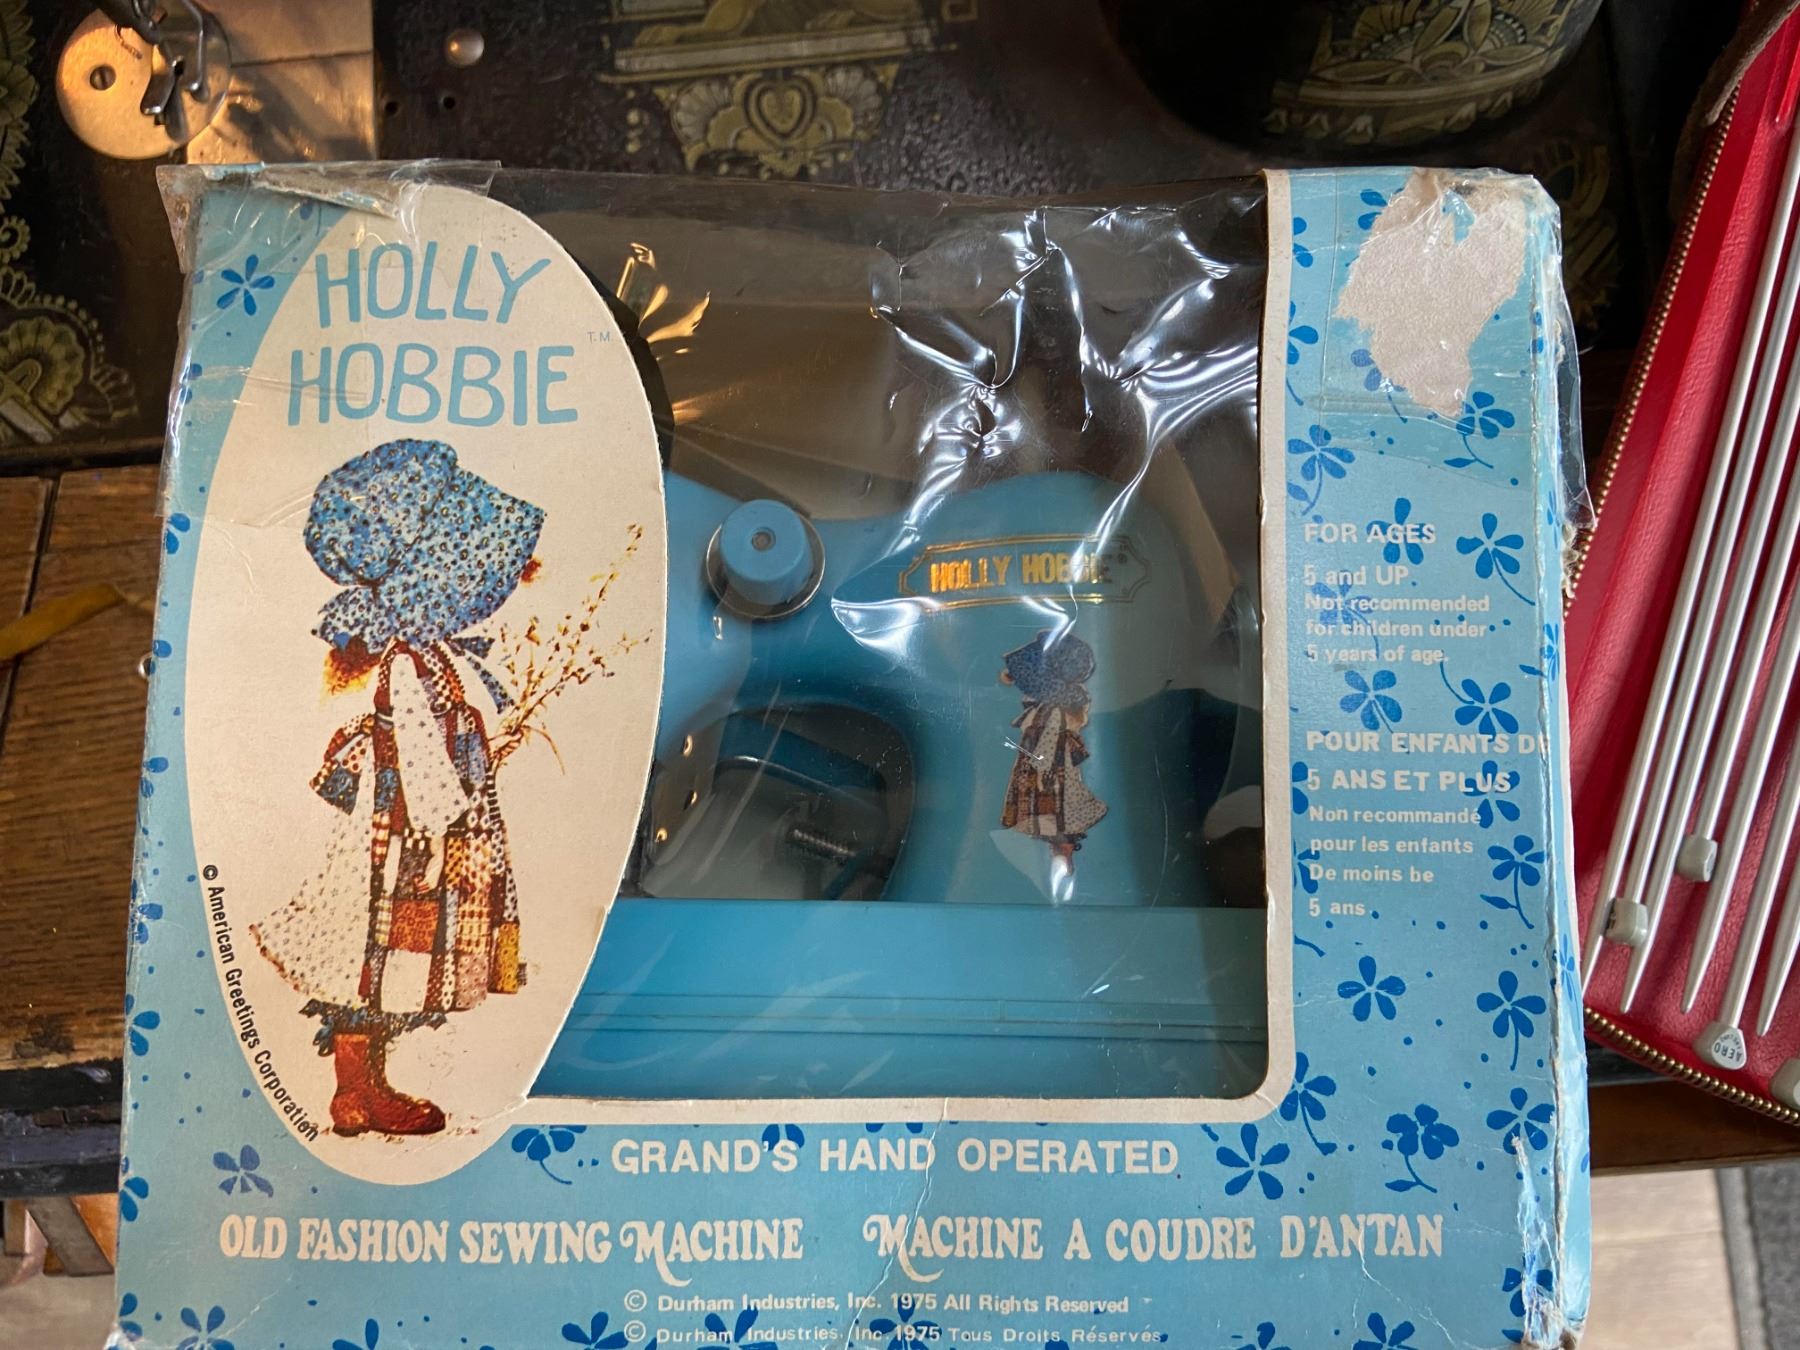 HOLLY
HOBBIE
T.M.
© American Greetings Corporation
HOLLY HOBBIE
FOR AGES
5 and UP.
Not recommended
for children under
5 years of age.
POUR ENFANTS DE
5 ANS ET PLUS
Non recommandé
pour les enfants
De moins be
5 ans.
GRAND'S HAND OPERATED
OLD FASHION SEWING MACHINE
MACHINE A COUDRE D'ANTAN
© Durham Industries, Inc. 1975 All Rights Reserved
© Durham Industries, Inc. 1975 Tous Droits Réservés
AERO